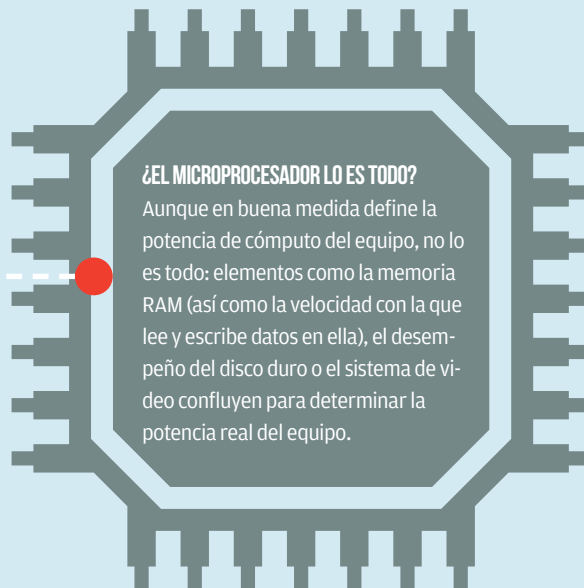 ¿EL MICROPROCESADOR LO ES TODO?
Aunque en buena medida define la
potencia de cómputo del equipo, no lo
es todo: elementos como la memoria
RAM (así como la velocidad con la que
lee y escribe datos en ella), el desem-
peño del disco duro o el sistema de vi-
deo confluyen para determinar la
potencia real del equipo.